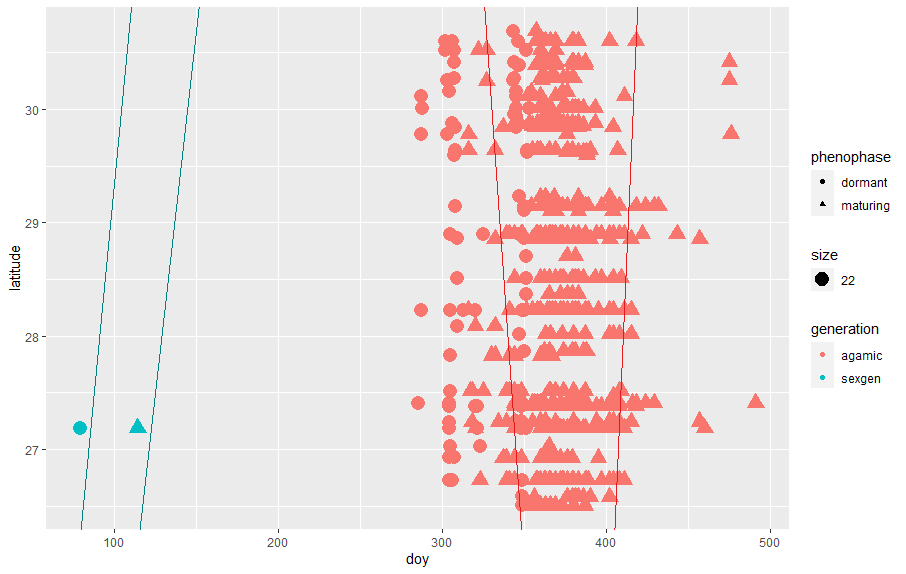 30
29
28
27
latitude
100
200
300
400
500
doy
phenophase
dormant
maturing
size
22
generation
agamic
sexgen